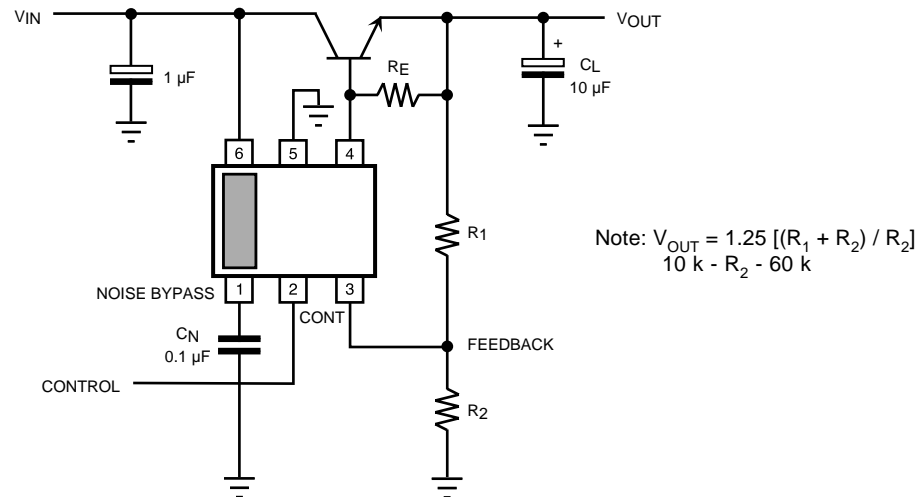 VIN
VOUT
1 µF
RE
+
CL
10 µF
6
5
4
R1
Note: VOUT = 1.25 [(R1 + R2) / R2]
10 k - R2 - 60 k
NOISE BYPASS
1
2
3
CONT
CN
0.1 µF
FEEDBACK
CONTROL
R2